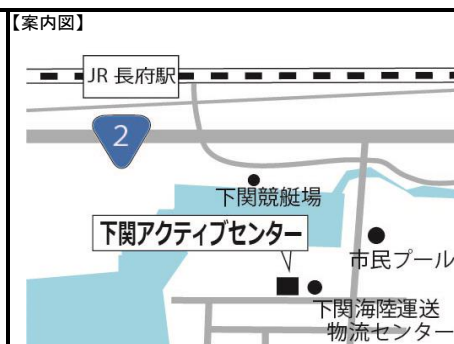 【案内図】
JR 長府駅
2
下関競艇場
下関アクティブセンター
市民プール
下関海陸運送
物流センター